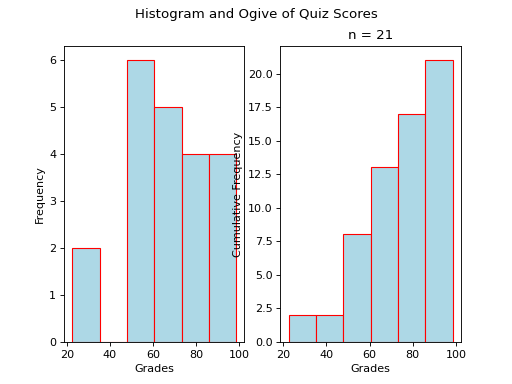 Histogram and Ogive of Quiz Scores
n = 21
6
5
4
3
2
1
0
Frequency
20 40 60 80 100
Grades
20.0
17.5
15.0
12.5
10.0
7.5
5.0
2.5
0.0
Cumulative Frequency
20 40 60 80 100
Grades